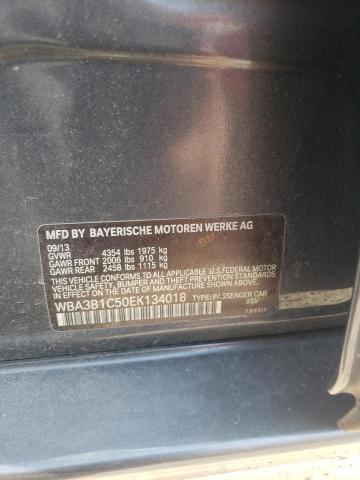 MFD BY BAYERISCHE MOTOREN WERKE AG
09/13
GVWR 4354 lbs 1975 kg
GAWR FRONT 2006 lbs 910 kg
GAWR REAR 2458 lbs 1115 kg
THIS VEHICLE CONFORMS TO ALL APPLICABLE U.S.FEDERAL MOTOR
VEHICLE SAFETY, BUMPER, AND THEFT PREVENTION STANDARDS
IN EFFECT ON THE DATE OF MANUFACTURE SHOWN ABOVE.
WBA3B1C50EK134018 TYPE: PASSENGER CAR